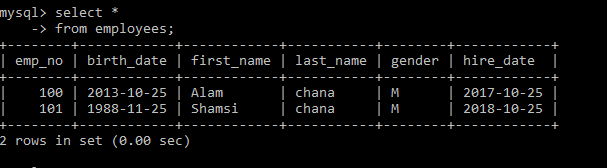 mysql> select *
    -> from employees;
+--------+------------+------------+-----------+--------+------------+
| emp_no | birth_date | first_name | last_name | gender | hire_date  |
+--------+------------+------------+-----------+--------+------------+
|    100 | 2013-10-25 | Alam       | chana     | M      | 2017-10-25 |
|    101 | 1988-11-25 | Shamsi     | chana     | M      | 2018-10-25 |
+--------+------------+------------+-----------+--------+------------+
2 rows in set (0.00 sec)